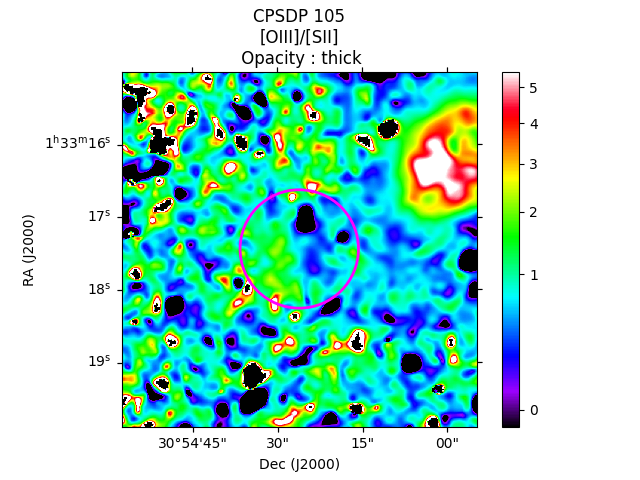 CPSDP 105
[OIII]/[SII]
Opacity : thick
1ʰ33ᵐ16ˢ
17ˢ
18ˢ
19ˢ
RA (J2000)
30°54'45"
30"
15"
00"
Dec (J2000)
5
4
3
2
1
0